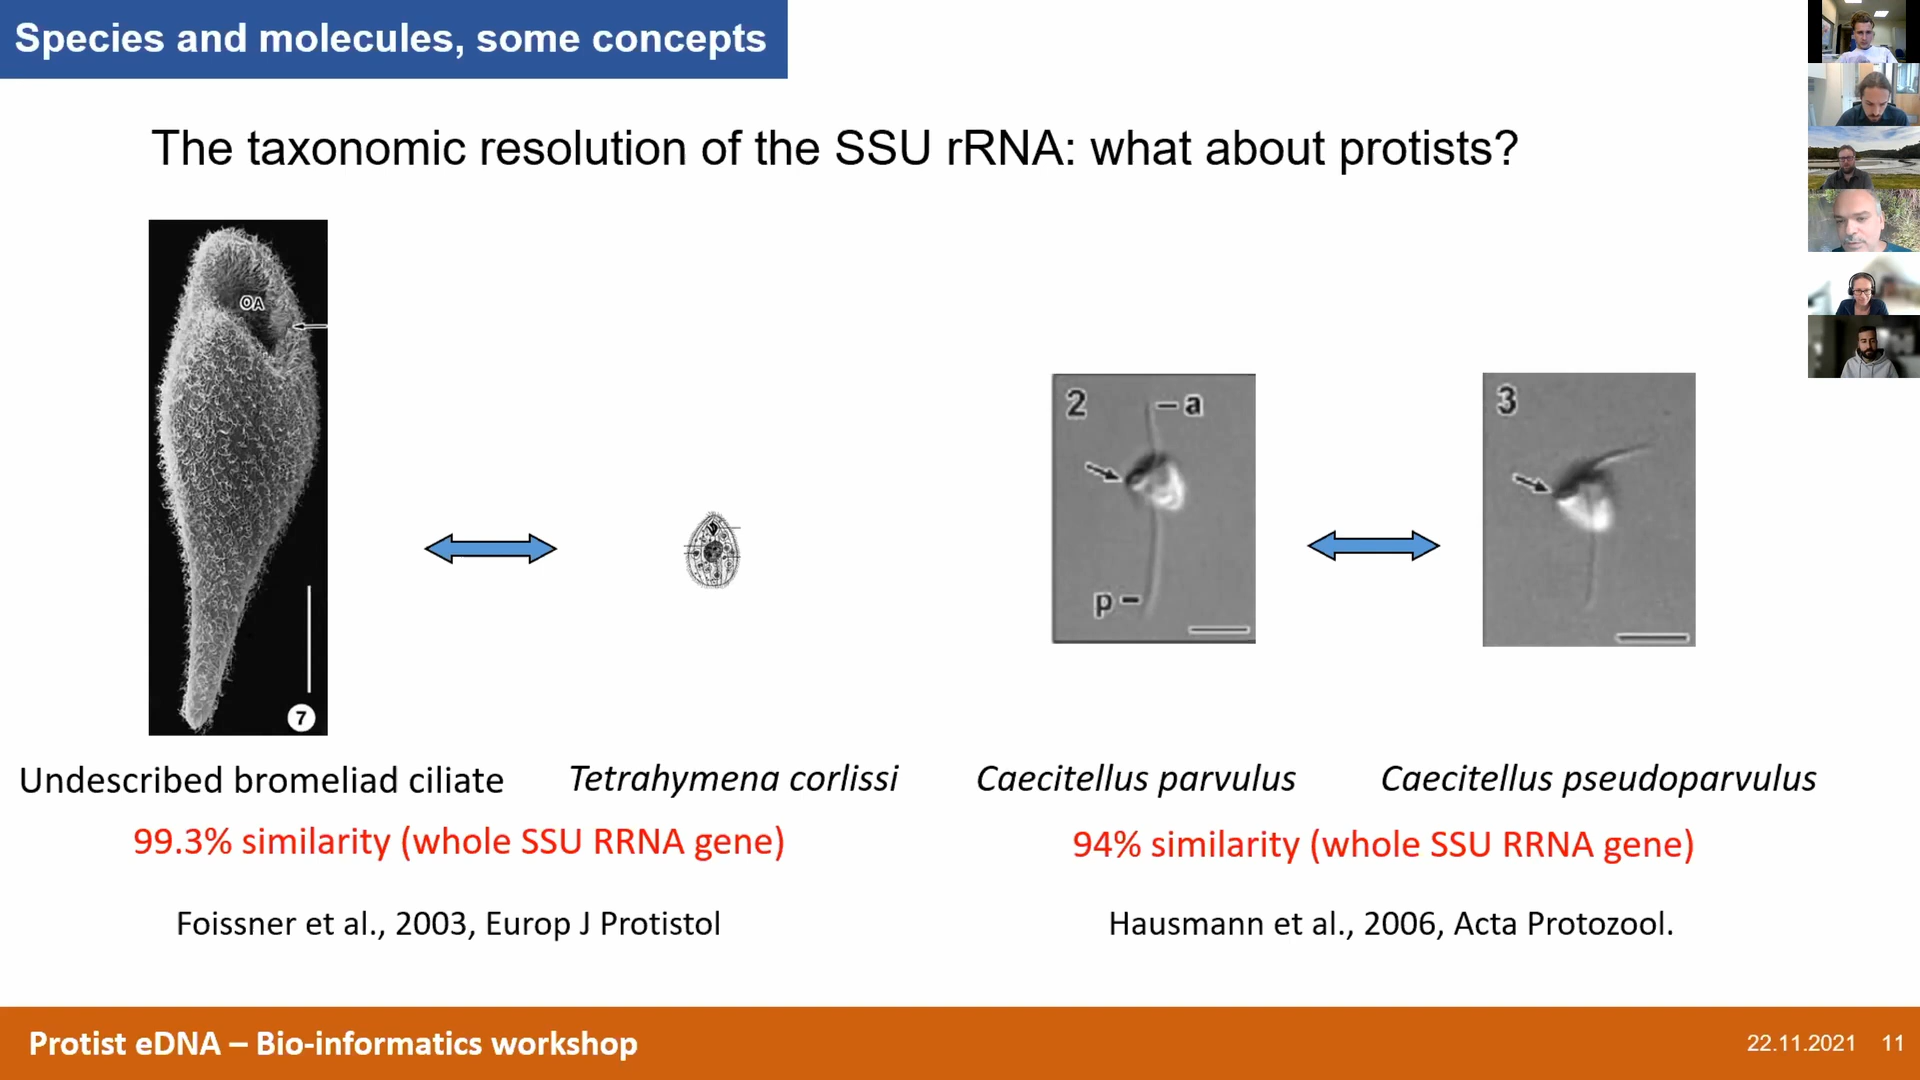 Species and molecules, some concepts
The taxonomic resolution of the SSU rRNA: what about protists?
OA
7
2
a
p
3
Undescribed bromeliad ciliate
Tetrahymena corlissi
Caecitellus parvulus
Caecitellus pseudoparvulus
99.3% similarity (whole SSU RRNA gene)
94% similarity (whole SSU RRNA gene)
Foissner et al., 2003, Europ J Protistol
Hausmann et al., 2006, Acta Protozool.
Protist eDNA – Bio-informatics workshop
22.11.2021 11